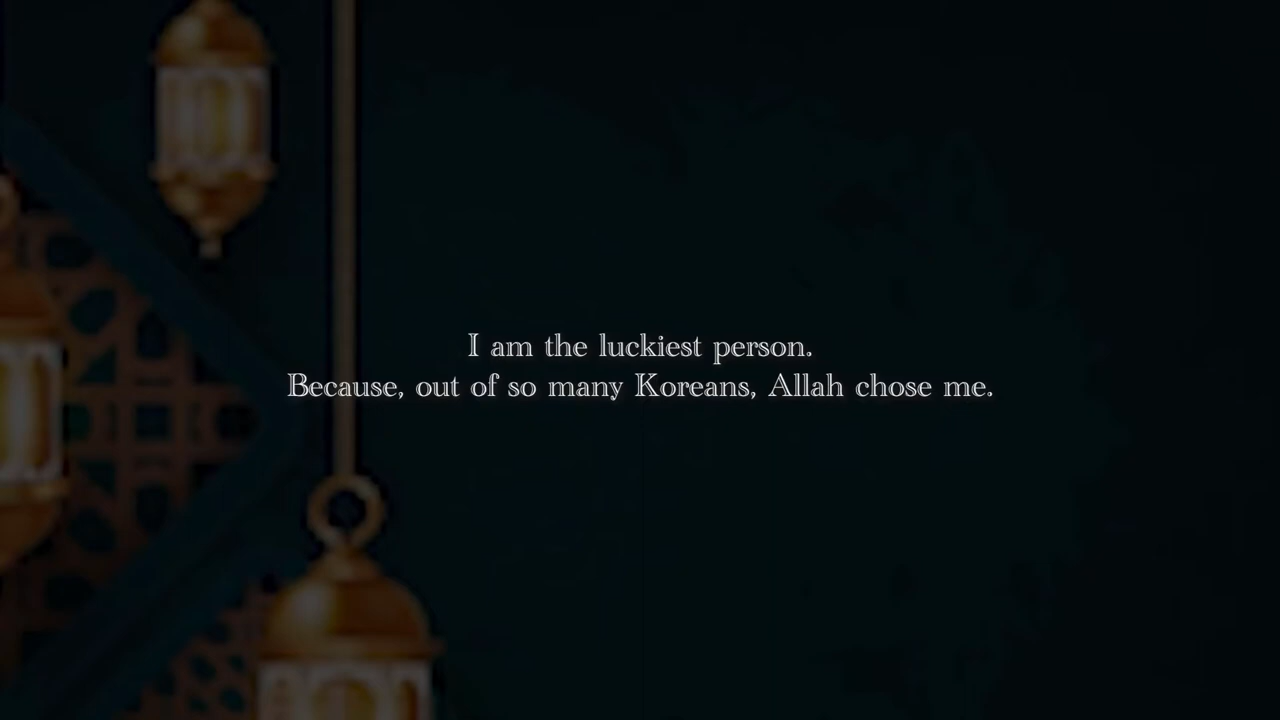 I am the luckiest person.
Because, out of so many Koreans, Allah chose me.